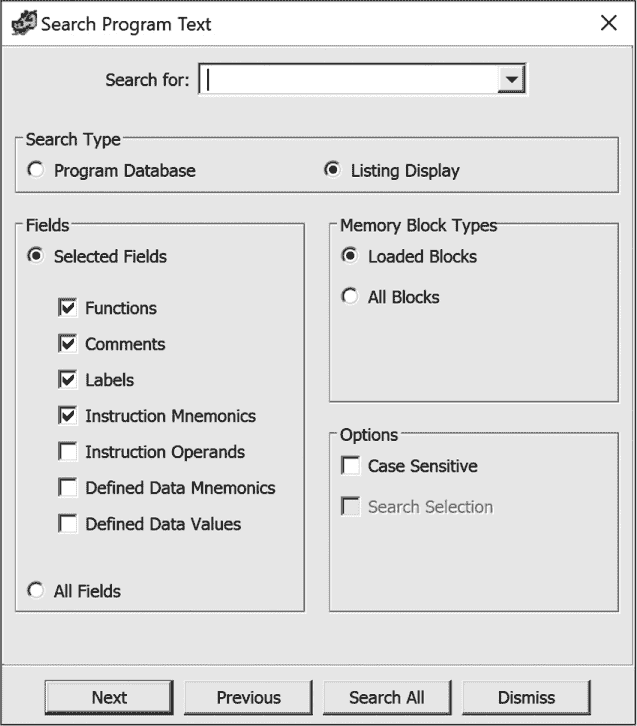 Search Program Text
Search for:
Search Type
Program Database
Listing Display
Fields
Selected Fields
Functions
Comments
Labels
Instruction Mnemonics
Instruction Operands
Defined Data Mnemonics
Defined Data Values
All Fields
Memory Block Types
Loaded Blocks
All Blocks
Options
Case Sensitive
Search Selection
Next
Previous
Search All
Dismiss